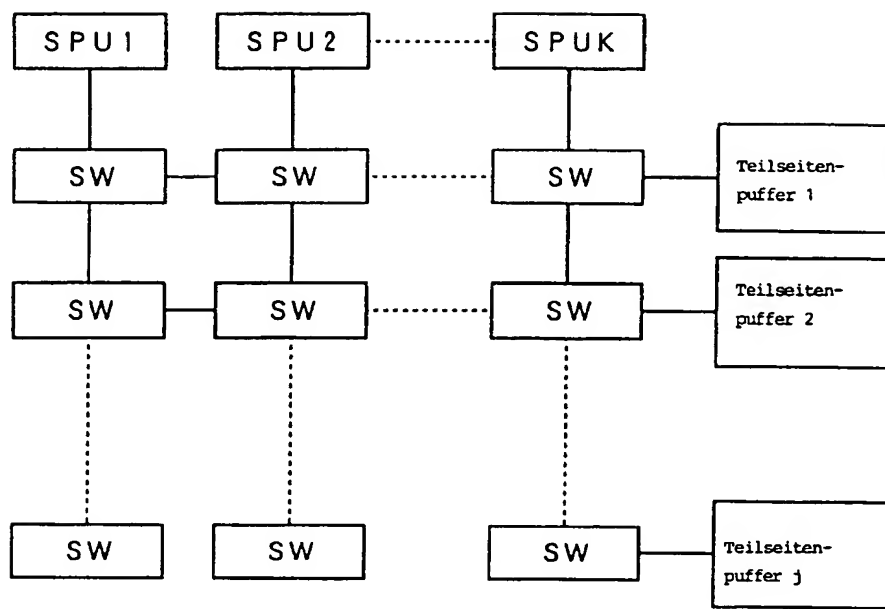 SPU1 SPU2 SPUK
SW SW SW
Teilseiten-
puffer 1
SW SW SW
Teilseiten-
puffer 2
SW SW SW
Teilseiten-
puffer j